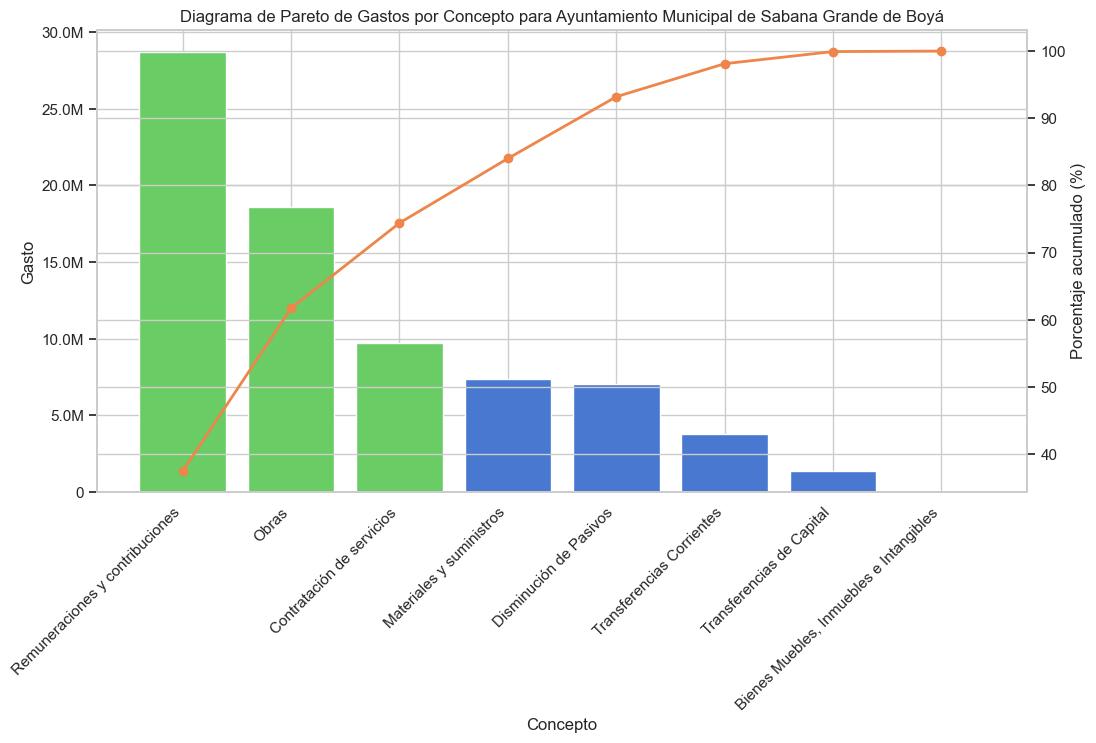 Diagrama de Pareto de Gastos por Concepto para Ayuntamiento Municipal de Sabana Grande de Boyá
Gasto
30.0M
25.0M
20.0M
15.0M
10.0M
5.0M
0
100
90
80
70
60
50
40
Porcentaje acumulado (%)
Remuneraciones y contribuciones
Obras
Contratación de servicios
Materiales y suministros
Disminución de Pasivos
Transferencias Corrientes
Transferencias de Capital
Bienes Muebles, Inmuebles e Intangibles
Concepto